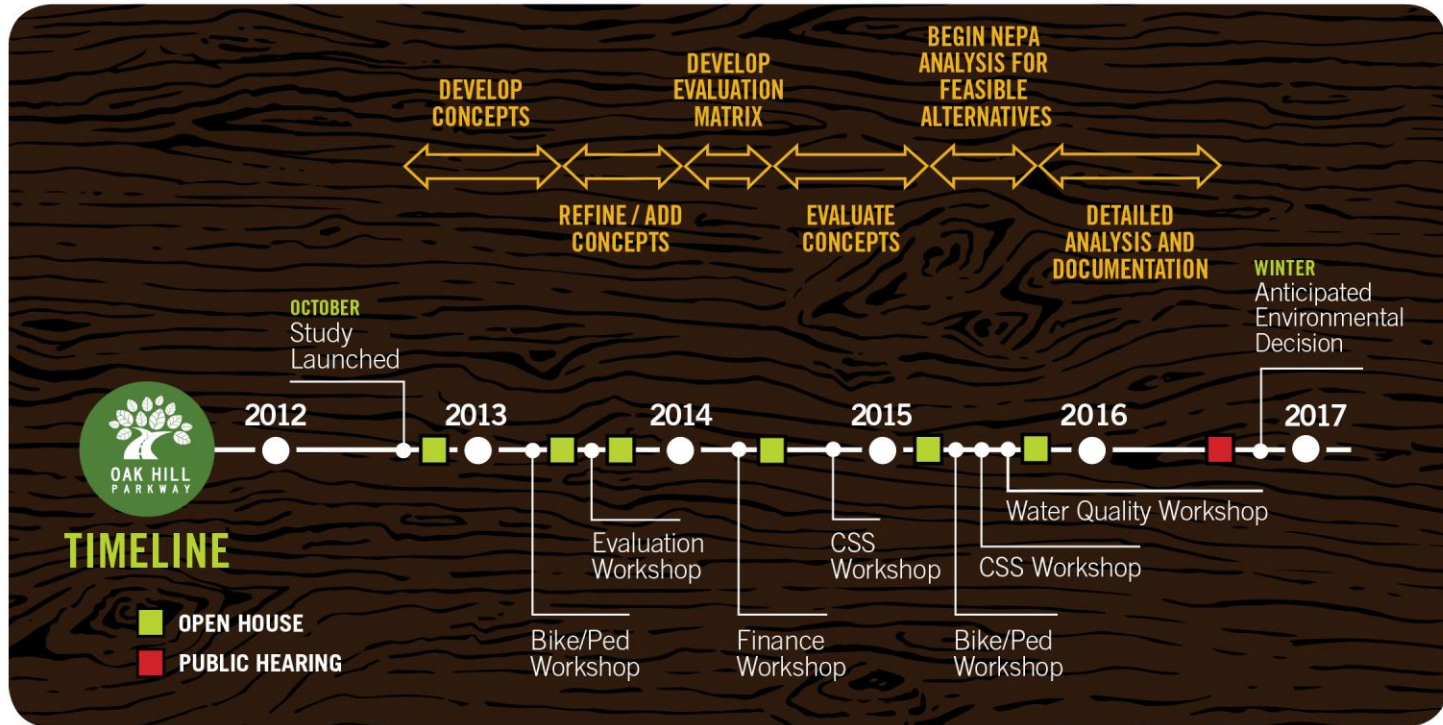 DEVELOP
CONCEPTS
REFINE / ADD
CONCEPTS
DEVELOP
EVALUATION
MATRIX
EVALUATE
CONCEPTS
BEGIN NEPA
ANALYSIS FOR
FEASIBLE
ALTERNATIVES
DETAILED
ANALYSIS AND
DOCUMENTATION
OCTOBER
Study
Launched
WINTER
Anticipated
Environmental
Decision
OAK HILL
PARKWAY
TIMELINE
2012
2013
2014
2015
2016
2017
Bike/Ped
Workshop
Evaluation
Workshop
Finance
Workshop
CSS
Workshop
Bike/Ped
Workshop
CSS Workshop
Water Quality Workshop
OPEN HOUSE
PUBLIC HEARING